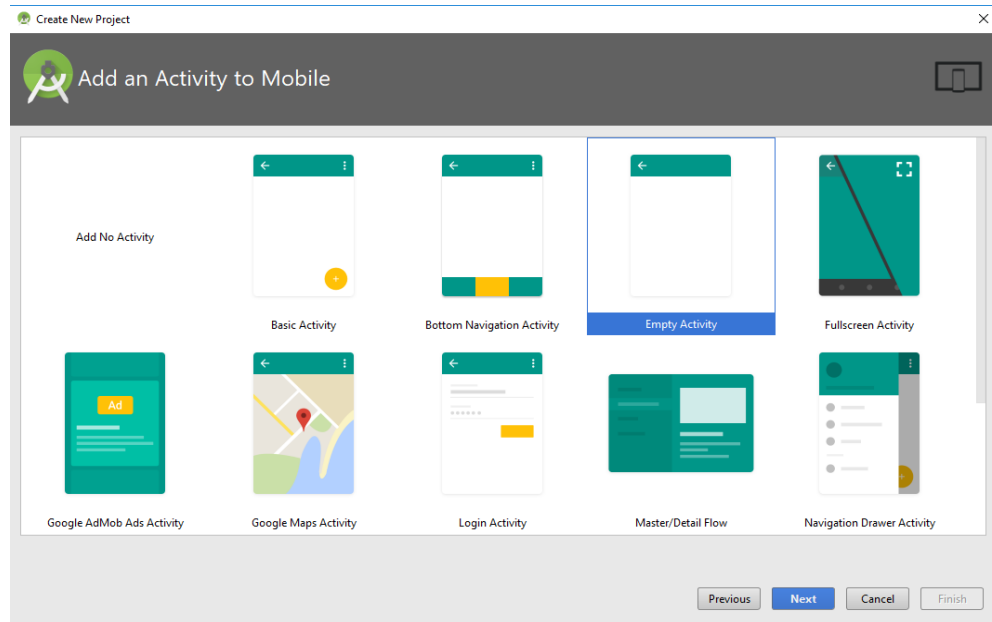 Create New Project
Add an Activity to Mobile
Add No Activity
Basic Activity
Bottom Navigation Activity
Empty Activity
Fullscreen Activity
Ad
Google AdMob Ads Activity
Google Maps Activity
Login Activity
Master/Detail Flow
Navigation Drawer Activity
Previous
Next
Cancel
Finish